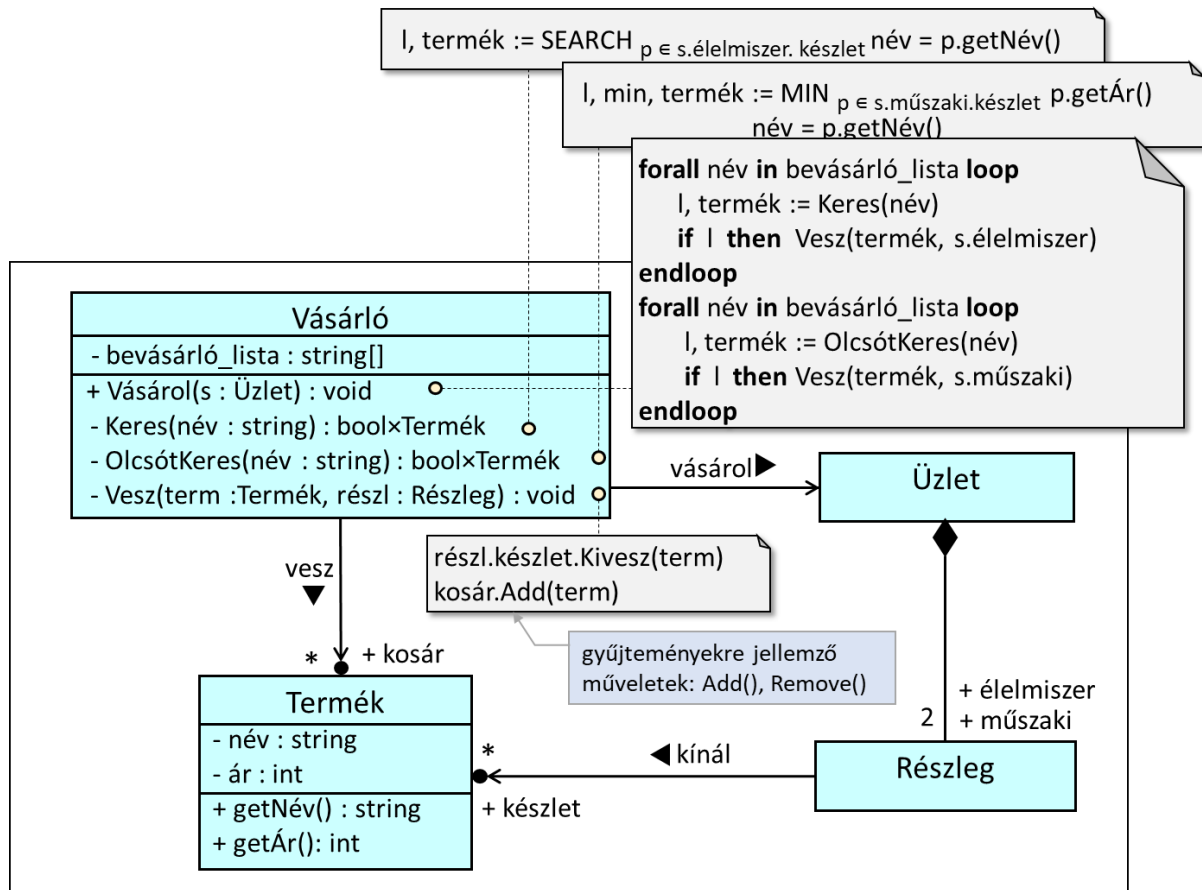 l, termék := SEARCH p ∈ s.élelmiszer. készlet név = p.getNév()
l, min, termék := MIN p ∈ s.műszaki.készlet p.getÁr()
név = p.getNév()
forall név in bevásárló_lista loop
l, termék := Keres(név)
if l then Vesz(termék, s.élelmiszer)
endloop
forall név in bevásárló_lista loop
l, termék := OlcsótKeres(név)
if l then Vesz(termék, s.műszaki)
endloop
Vásárló
- bevásárló_lista : string[]
+ Vásárol(s : Üzlet) : void
- Keres(név : string) : bool×Termék
- OlcsótKeres(név : string) : bool×Termék
- Vesz(term :Termék, részl : Részleg) : void
vásárol
Üzlet
vesz
részl.készlet.Kivesz(term)
kosár.Add(term)
gyűjteményekre jellemző
műveletek: Add(), Remove()
* + kosár
Termék
- név : string
- ár : int
+ getNév() : string
+ getÁr(): int
*
+ készlet
kínál
2
+ élelmiszer
+ műszaki
Részleg